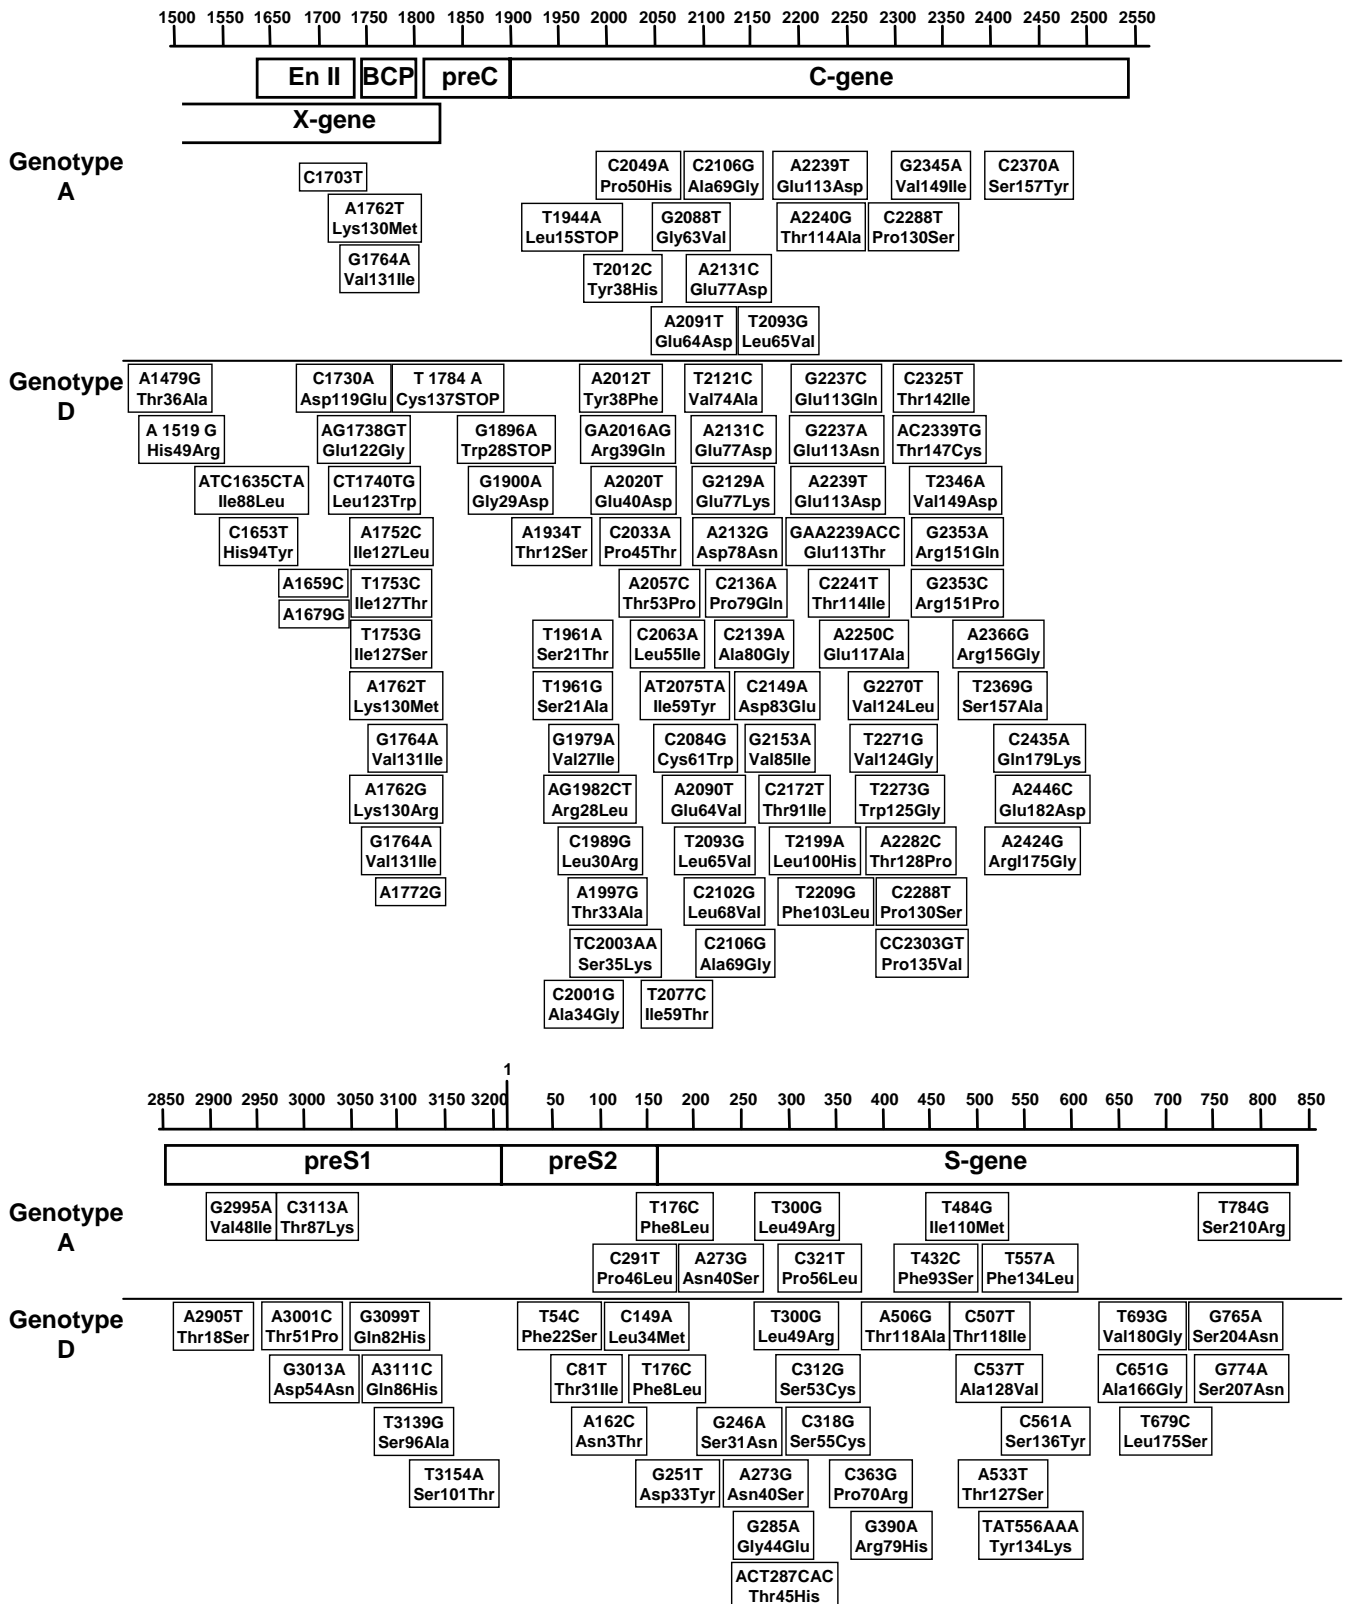 1500 1550 1650 1700 1750 1800 1850 1900 1950 2000 2050 2100 2150 2200 2250 2300 2350 2400 2450 2500 2550
En II BCP preC C-gene
X-gene
Genotype
A
C1703T
A1762T
Lys130Met
G1764A
Val131Ile
C2049A
Pro50His
C2106G
Ala69Gly
A2239T
Glu113Asp
G2345A
Val149Ile
C2370A
Ser157Tyr
T1944A
Leu15STOP
G2088T
Gly63Val
A2240G
Thr114Ala
C2288T
Pro130Ser
T2012C
Tyr38His
A2131C
Glu77Asp
A2091T
Glu64Asp
T2093G
Leu65Val
Genotype
D
A1479G
Thr36Ala
C1730A
Asp119Glu
T 1784 A
Cys137STOP
A2012T
Tyr38Phe
T2121C
Val74Ala
G2237C
Glu113Gln
C2325T
Thr142Ile
A 1519 G
His49Arg
AG1738GT
Glu122Gly
G1896A
Trp28STOP
GA2016AG
Arg39Gln
A2131C
Glu77Asp
G2237A
Glu113Asn
AC2339TG
Thr147Cys
ATC1635CTA
Ile88Leu
CT1740TG
Leu123Trp
G1900A
Gly29Asp
A2020T
Glu40Asp
G2129A
Glu77Lys
A2239T
Glu113Asp
T2346A
Val149Asp
C1653T
His94Tyr
A1752C
Ile127Leu
A1934T
Thr12Ser
C2033A
Pro45Thr
A2132G
Asp78Asn
GAA2239ACC
Glu113Thr
G2353A
Arg151Gln
A1659C
A1679G
T1753C
Ile127Thr
A2057C
Thr53Pro
C2136A
Pro79Gln
C2241T
Thr114Ile
G2353C
Arg151Pro
T1753G
Ile127Ser
T1961A
Ser21Thr
C2063A
Leu55Ile
C2139A
Ala80Gly
A2250C
Glu117Ala
A2366G
Arg156Gly
A1762T
Lys130Met
T1961G
Ser21Ala
AT2075TA
Ile59Tyr
C2149A
Asp83Glu
G2270T
Val124Leu
T2369G
Ser157Ala
G1764A
Val131Ile
G1979A
Val27Ile
C2084G
Cys61Trp
G2153A
Val85Ile
T2271G
Val124Gly
C2435A
Gln179Lys
A1762G
Lys130Arg
AG1982CT
Arg28Leu
A2090T
Glu64Val
C2172T
Thr91Ile
T2273G
Trp125Gly
A2446C
Glu182Asp
G1764A
Val131Ile
C1989G
Leu30Arg
T2093G
Leu65Val
T2199A
Leu100His
A2282C
Thr128Pro
A2424G
Argl175Gly
A1772G
A1997G
Thr33Ala
C2102G
Leu68Val
T2209G
Phe103Leu
C2288T
Pro130Ser
TC2003AA
Ser35Lys
C2106G
Ala69Gly
CC2303GT
Pro135Val
C2001G
Ala34Gly
T2077C
Ile59Thr
1
2850 2900 2950 3000 3050 3100 3150 3200 50 100 150 200 250 300 350 400 450 500 550 600 650 700 750 800 850
preS1 preS2 S-gene
Genotype
A
G2995A
Val48Ile
C3113A
Thr87Lys
T176C
Phe8Leu
T300G
Leu49Arg
T484G
Ile110Met
T784G
Ser210Arg
C291T
Pro46Leu
A273G
Asn40Ser
C321T
Pro56Leu
T432C
Phe93Ser
T557A
Phe134Leu
Genotype
D
A2905T
Thr18Ser
A3001C
Thr51Pro
G3099T
Gln82His
T54C
Phe22Ser
C149A
Leu34Met
T300G
Leu49Arg
A506G
Thr118Ala
C507T
Thr118Ile
T693G
Val180Gly
G765A
Ser204Asn
G3013A
Asp54Asn
A3111C
Gln86His
C81T
Thr31Ile
T176C
Phe8Leu
C312G
Ser53Cys
C537T
Ala128Val
C651G
Ala166Gly
G774A
Ser207Asn
T3139G
Ser96Ala
A162C
Asn3Thr
G246A
Ser31Asn
C318G
Ser55Cys
C561A
Ser136Tyr
T679C
Leu175Ser
T3154A
Ser101Thr
G251T
Asp33Tyr
A273G
Asn40Ser
C363G
Pro70Arg
A533T
Thr127Ser
G285A
Gly44Glu
G390A
Arg79His
TAT556AAA
Tyr134Lys
ACT287CAC
Thr45His